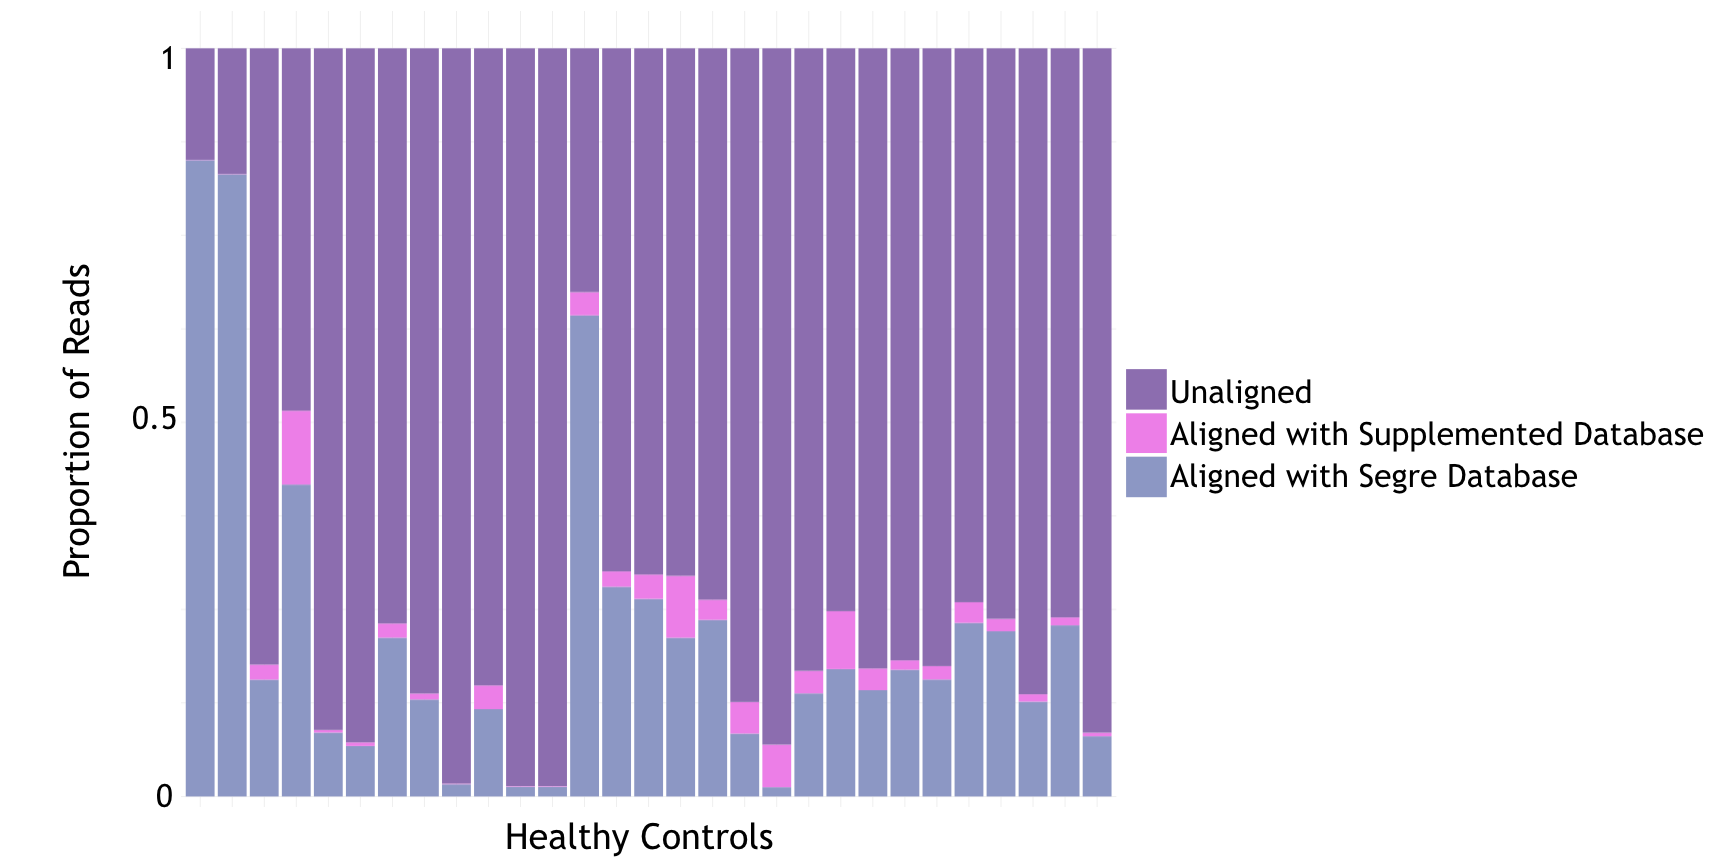 1
0.5
0
Proportion of Reads
Healthy Controls
Unaligned
Aligned with Supplemented Database
Aligned with Segre Database